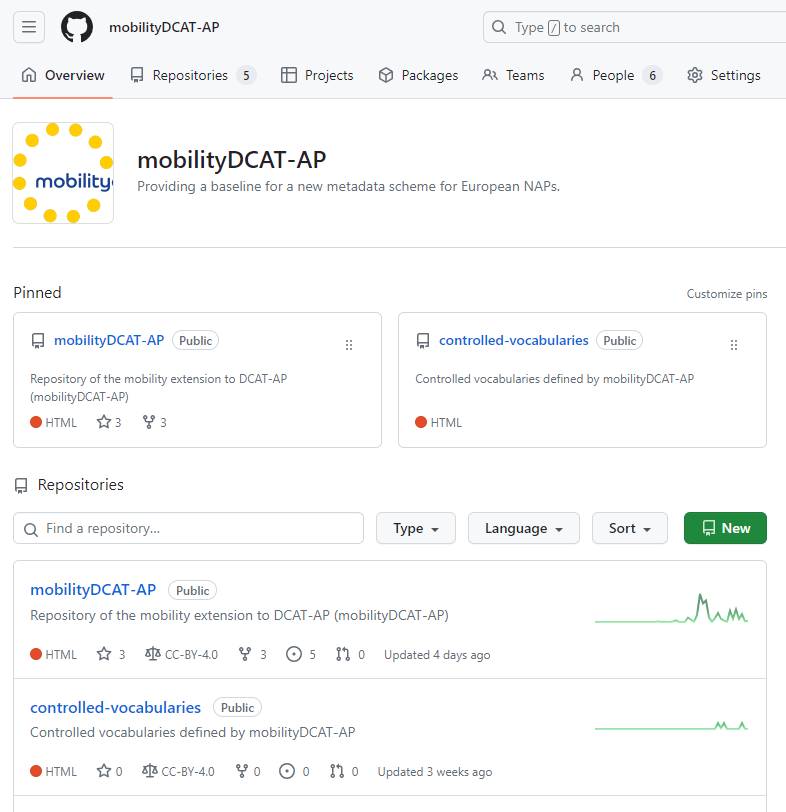 mobilityDCAT-AP
Type / to search
Overview
Repositories 5
Projects
Packages
Teams
People 6
Settings
mobility
mobilityDCAT-AP
Providing a baseline for a new metadata scheme for European NAPs.
Pinned
Customize pins
mobilityDCAT-AP Public
Repository of the mobility extension to DCAT-AP
(mobilityDCAT-AP)
HTML 3 3
controlled-vocabularies Public
Controlled vocabularies defined by mobilityDCAT-AP
HTML
Repositories
Find a repository...
Type
Language
Sort
New
mobilityDCAT-AP Public
Repository of the mobility extension to DCAT-AP (mobilityDCAT-AP)
HTML 3 CC-BY-4.0 3 5 0 Updated 4 days ago
controlled-vocabularies Public
Controlled vocabularies defined by mobilityDCAT-AP
HTML 0 CC-BY-4.0 0 0 0 Updated 3 weeks ago